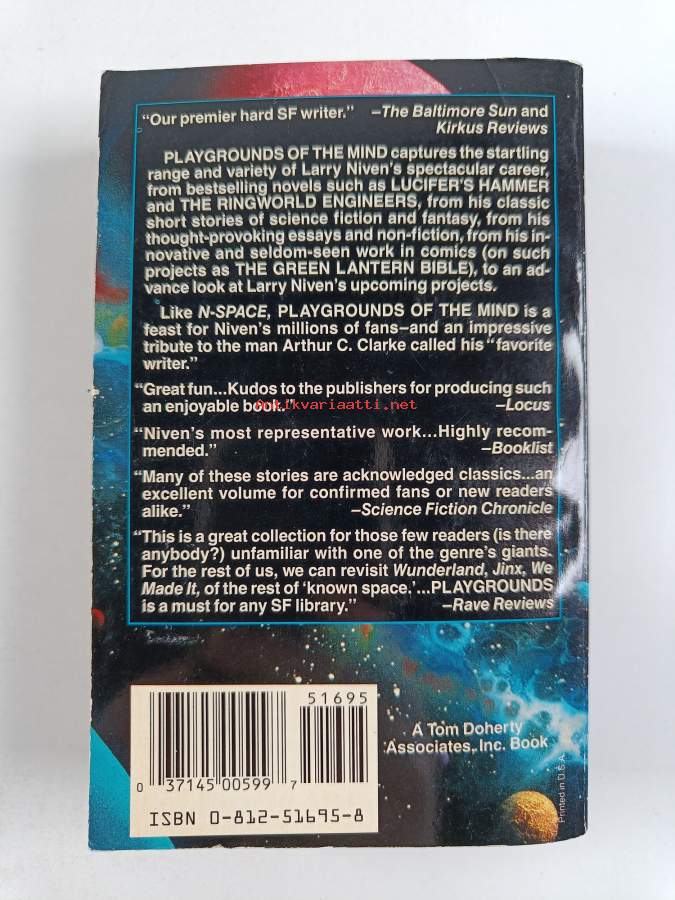 “Our premier hard SF writer.” —The Baltimore Sun and
Kirkus Reviews
PLAYGROUNDS OF THE MIND captures the startling
range and variety of Larry Niven’s spectacular career,
from bestselling novels such as LUCIFER’S HAMMER
and THE RINGWORLD ENGINEERS, from his classic
short stories of science fiction and fantasy, from his
thought-provoking essays and non-fiction, from his in-
novative and seldom-seen work in comics (on such
projects as THE GREEN LANTERN BIBLE), to an ad-
vance look at Larry Niven’s upcoming projects.
Like N-SPACE, PLAYGROUNDS OF THE MIND is a
feast for Niven’s millions of fans—and an impressive
tribute to the man Arthur C. Clarke called his “favorite
writer.”
“Great fun...Kudos to the publishers for producing such
an enjoyable book.” —Locus
antikvariaatti.net
“Niven’s most representative work...Highly recom-
mended.” —Booklist
“Many of these stories are acknowledged classics...an
excellent volume for confirmed fans or new readers
alike.” —Science Fiction Chronicle
“This is a great collection for those few readers (is there
anybody?) unfamiliar with one of the genre’s giants.
For the rest of us, we can revisit Wunderland, Jinx, We
Made It, of the rest of ‘known space.’...PLAYGROUNDS
is a must for any SF library.” —Rave Reviews
51695
0 37145 00599 7
ISBN 0-812-51695-8
A Tom Doherty
Associates, Inc. Book
Printed in U.S.A.